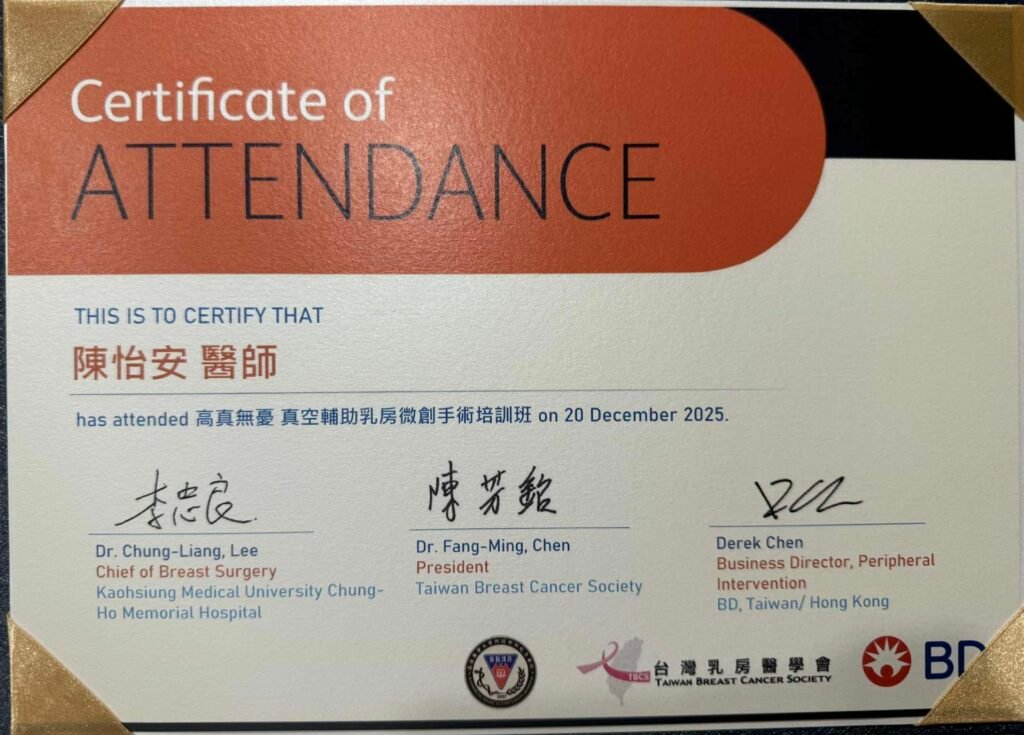 Certificate of
ATTENDANCE
THIS IS TO CERTIFY THAT
陳怡安 醫師
has attended 高真無憂 真空輔助乳房微創手術培訓班 on 20 December 2025.
李忠良
陳芳銘
Dr. Chung-Liang, Lee
Chief of Breast Surgery
Kaohsiung Medical University Chung-
Ho Memorial Hospital
Dr. Fang-Ming, Chen
President
Taiwan Breast Cancer Society
Derek Chen
Business Director, Peripheral
Intervention
BD, Taiwan/ Hong Kong
TBCS
台灣乳房醫學會
TAIWAN BREAST CANCER SOCIETY
BD